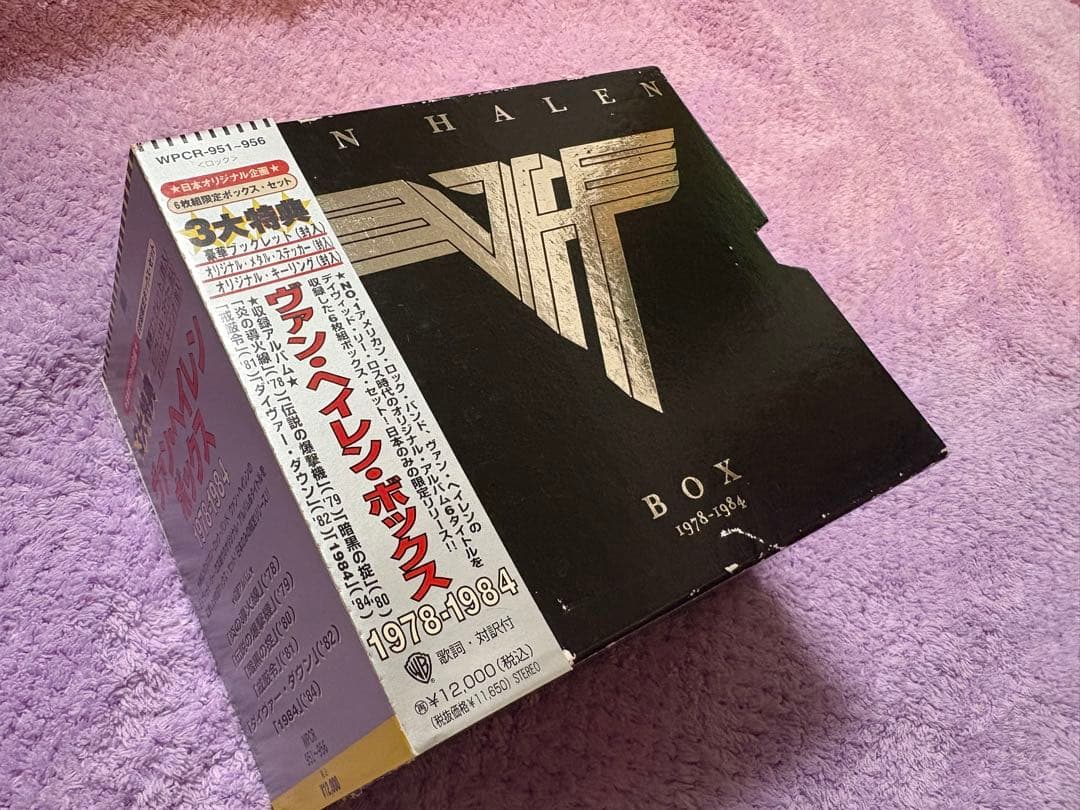 WPCR-951~956
<ロック>
★日本オリジナル企画★
6枚組限定ボックス・セット
3大特典
豪華ブックレット(封入)
オリジナル・メタル・ステッカー(封入)
オリジナル・キーリング(封入)
ヴァン・ヘイレン・ボックス
1978-1984
★NO.1アメリカン・ロック・バンド、ヴァン・ヘイレンの
デイヴィッド・リー・ロス時代のオリジナル・アルバム6タイトルを
収録した6枚組ボックス・セット!日本のみの限定リリース!!
★収録アルバム★
「炎の導火線」('78)「伝説の爆撃機」('79)「暗黒の掟」('80)
「戒厳令」('81)「ダイヴァー・ダウン」('82)「1984」('84)
WB
歌詞・対訳付
再¥12,000(税込)
(税抜価格¥11,650) STEREO
N HALEN
VH
BOX
1978-1984
ヴァン・ヘイレン
ボックス
1978-1984
「炎の導火線」('78)
「伝説の爆撃機」('79)
「暗黒の掟」('80)
「戒厳令」('81)
「ダイヴァー・ダウン」('82)
「1984」('84)
WPCR
951~956
¥12,000